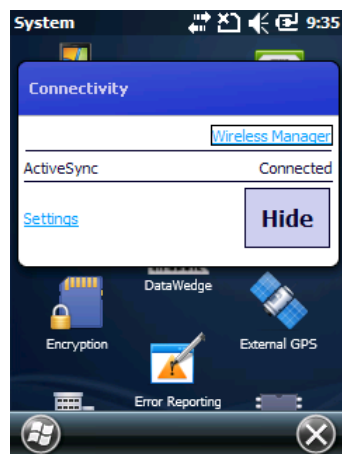 System 9:35
Connectivity
Wireless Manager
ActiveSync Connected
Settings
Hide
DataWedge
Encryption
External GPS
Error Reporting